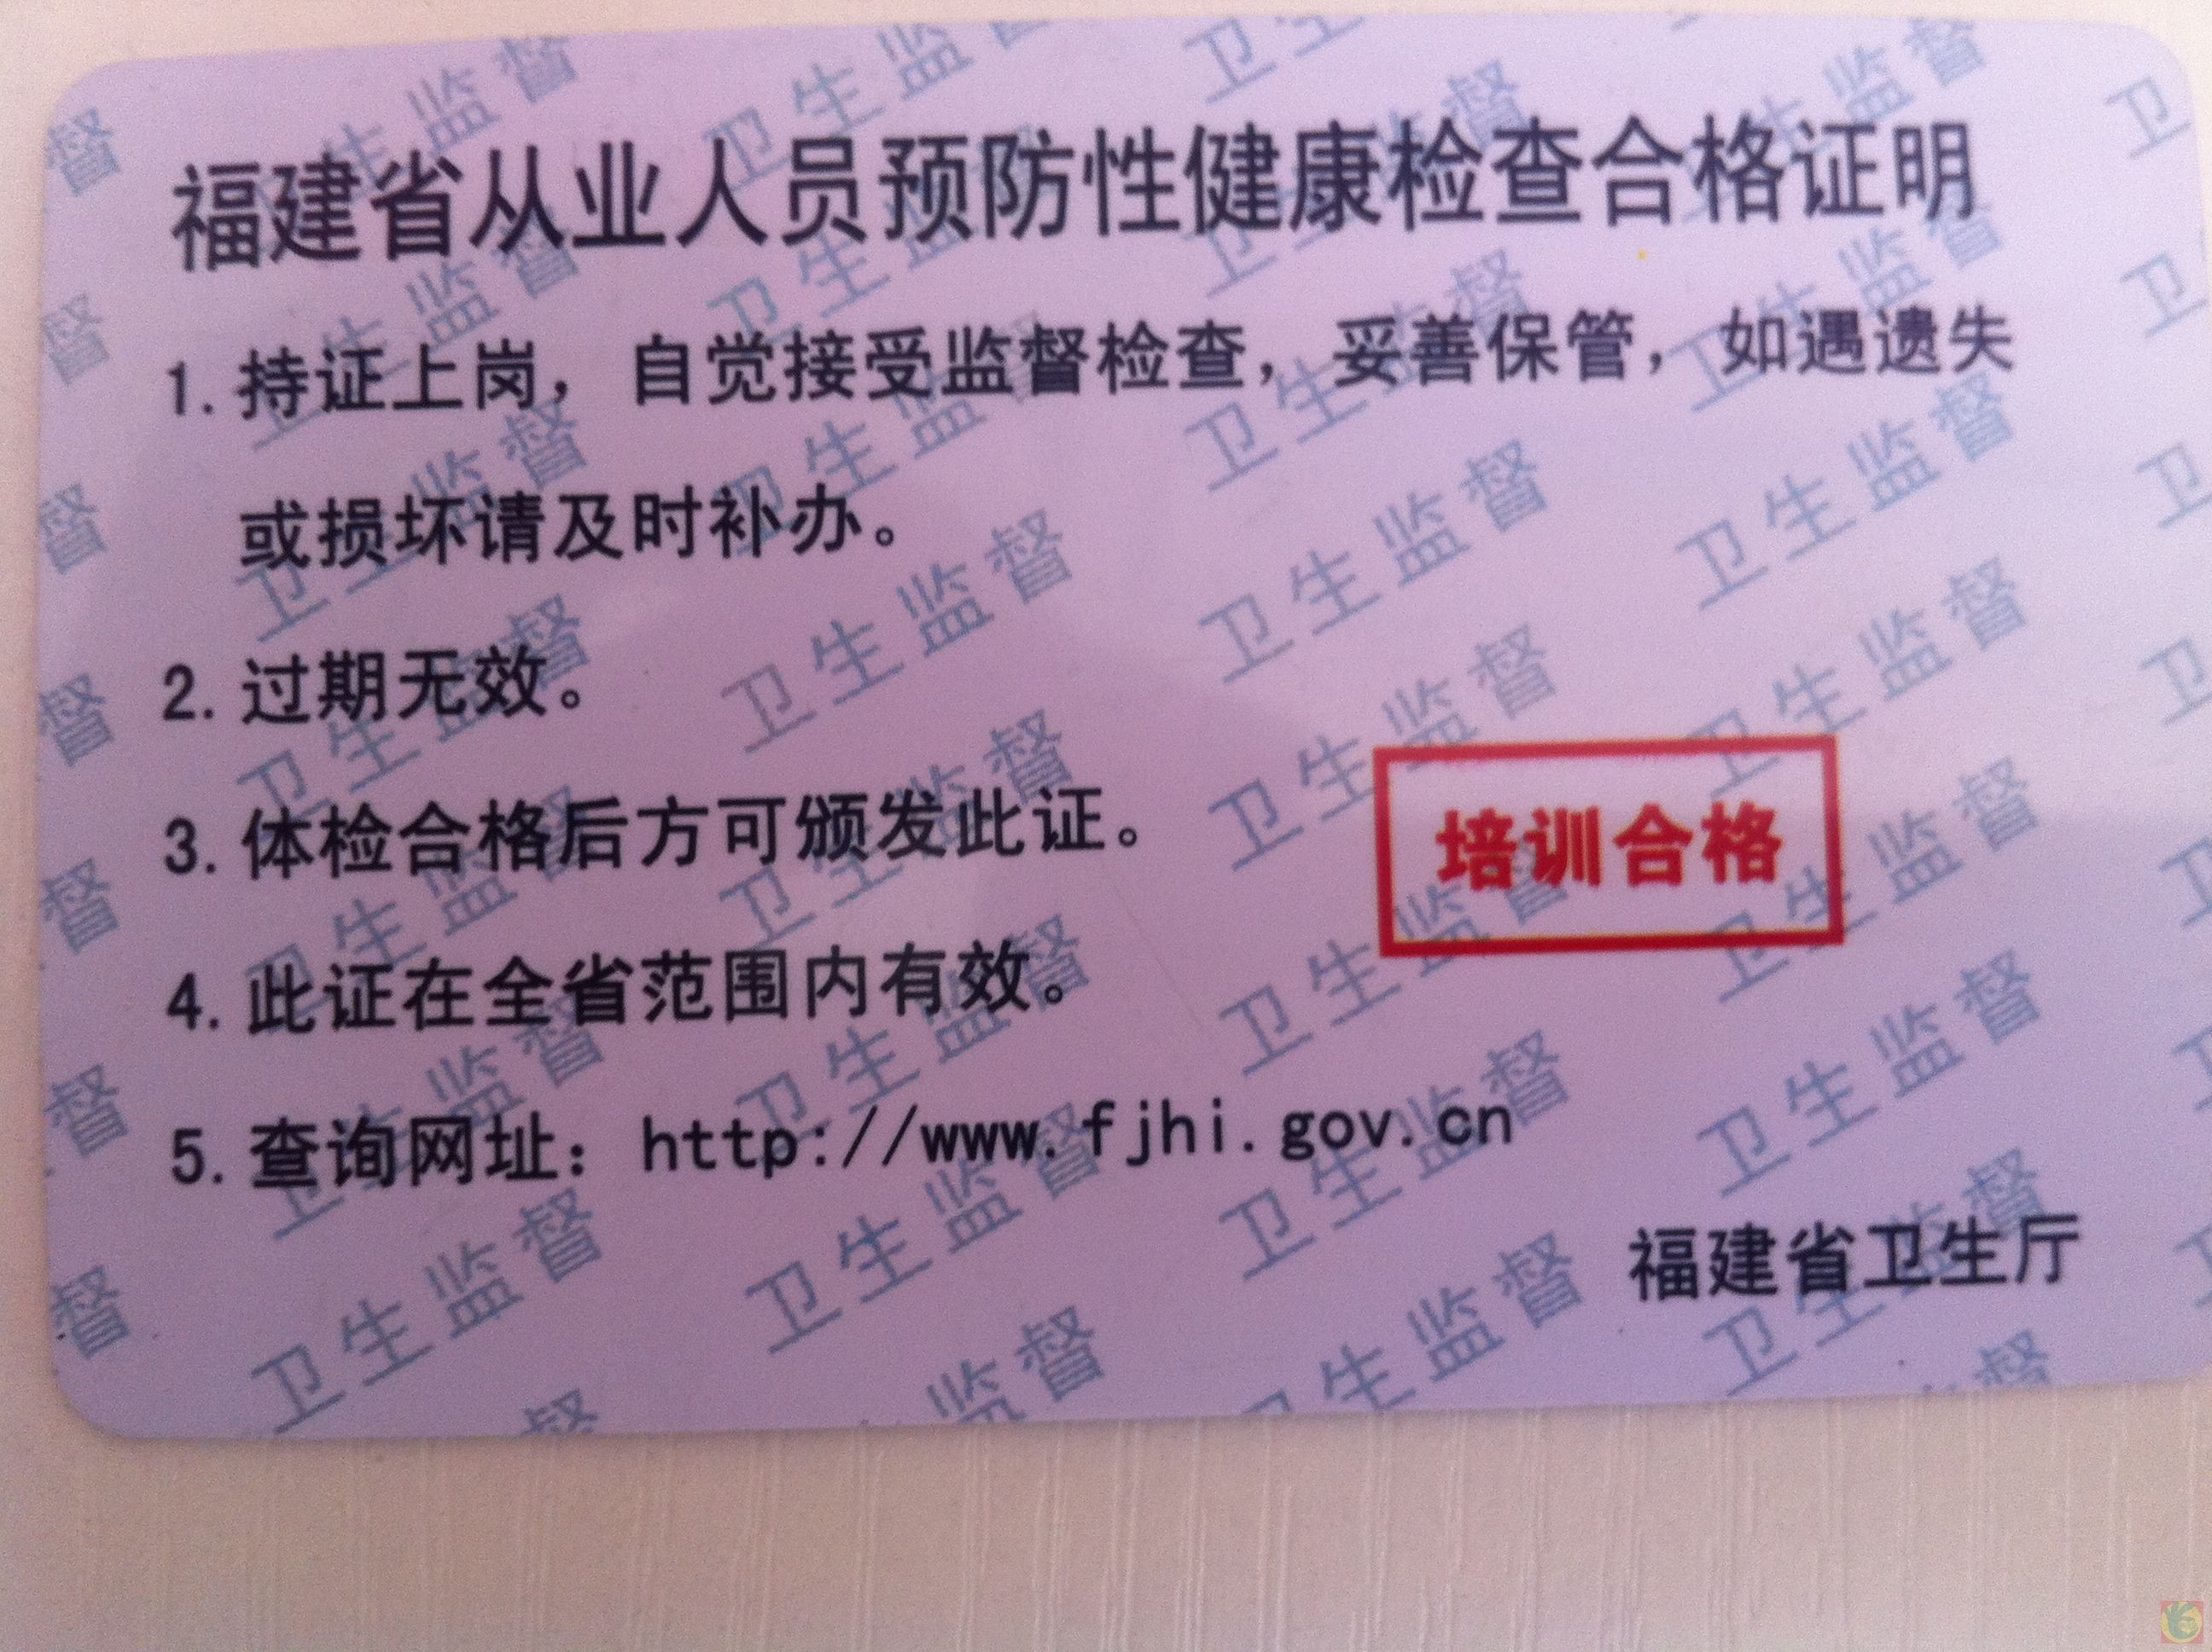 福建省从业人员预防性健康检查合格证明
1. 持证上岗，自觉接受监督检查，妥善保管，如遇遗失
或损坏请及时补办。
2. 过期无效。
3. 体检合格后方可颁发此证。
培训合格
4. 此证在全省范围内有效。
5. 查询网址：http://www.fjhi.gov.cn
福建省卫生厅
卫生监督